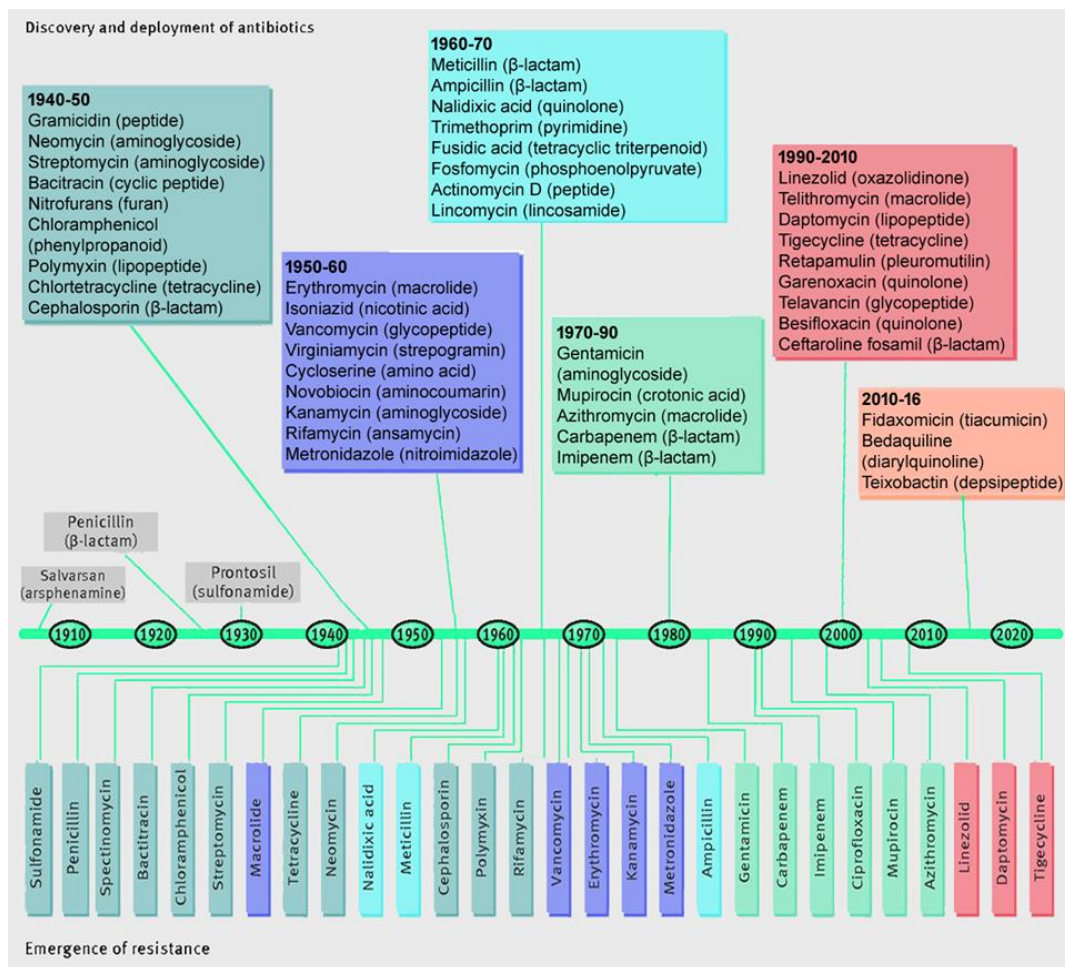 Discovery and deployment of antibiotics
1940-50
Gramicidin (peptide)
Neomycin (aminoglycoside)
Streptomycin (aminoglycoside)
Bacitracin (cyclic peptide)
Nitrofurans (furan)
Chloramphenicol
(phenylpropanoid)
Polymyxin (lipopeptide)
Chlortetracycline (tetracycline)
Cephalosporin (β-lactam)
1950-60
Erythromycin (macrolide)
Isoniazid (nicotinic acid)
Vancomycin (glycopeptide)
Virginiamycin (strepogramin)
Cycloserine (amino acid)
Novobiocin (aminocoumarin)
Kanamycin (aminoglycoside)
Rifamycin (ansamycin)
Metronidazole (nitroimidazole)
1960-70
Meticillin (β-lactam)
Ampicillin (β-lactam)
Nalidixic acid (quinolone)
Trimethoprim (pyrimidine)
Fusidic acid (tetracyclic triterpenoid)
Fosfomycin (phosphoenolpyruvate)
Actinomycin D (peptide)
Lincomycin (lincosamide)
1970-90
Gentamicin
(aminoglycoside)
Mupirocin (crotonic acid)
Azithromycin (macrolide)
Carbapenem (β-lactam)
Imipenem (β-lactam)
1990-2010
Linezolid (oxazolidinone)
Telithromycin (macrolide)
Daptomycin (lipopeptide)
Tigecycline (tetracycline)
Retapamulin (pleuromutilin)
Garenoxacin (quinolone)
Telavancin (glycopeptide)
Besifloxacin (quinolone)
Ceftaroline fosamil (β-lactam)
2010-16
Fidaxomicin (tiacumicin)
Bedaquiline
(diarylquinoline)
Teixobactin (depsipeptide)
Salvarsan
(arsphenamine)
Penicillin
(β-lactam)
Prontosil
(sulfonamide)
1910
1920
1930
1940
1950
1960
1970
1980
1990
2000
2010
2020
Sulfonamide
Penicillin
Spectinomycin
Bacitracin
Chloramphenicol
Streptomycin
Macrolide
Tetracycline
Neomycin
Nalidixic acid
Meticillin
Cephalosporin
Polymyxin
Rifamycin
Vancomycin
Erythromycin
Kanamycin
Metronidazole
Ampicillin
Gentamicin
Carbapenem
Imipenem
Ciprofloxacin
Mupirocin
Azithromycin
Linezolid
Daptomycin
Tigecycline
Emergence of resistance